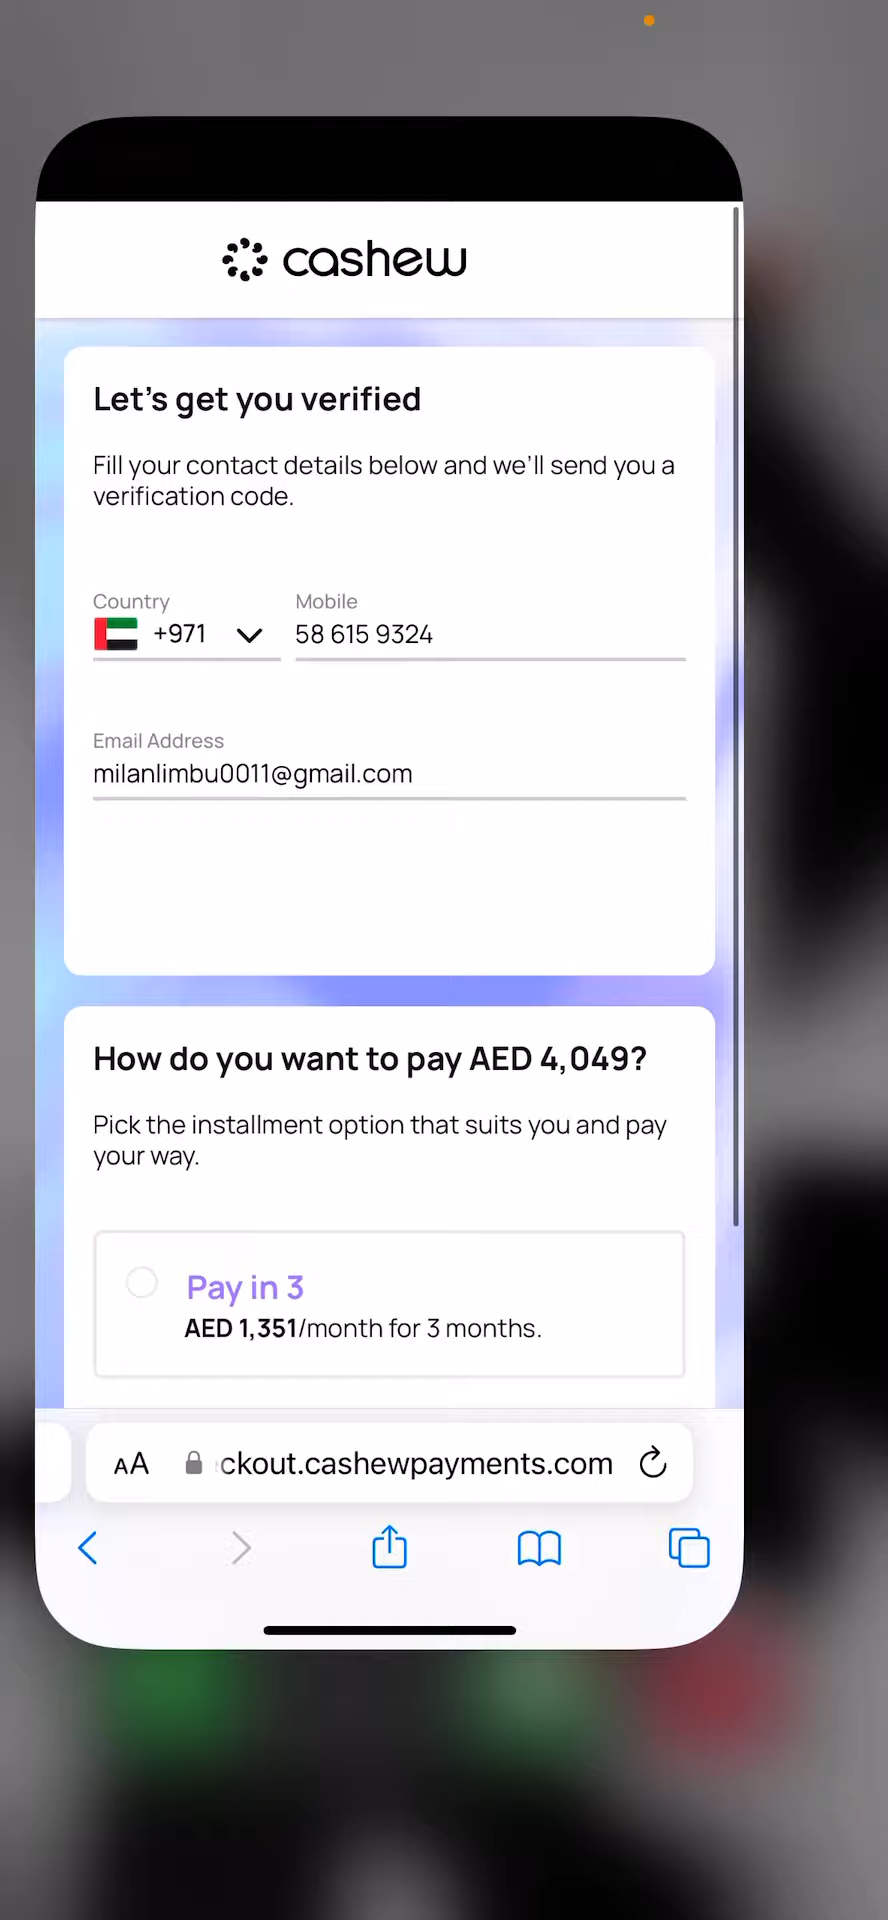 cashew
Let's get you verified
Fill your contact details below and we'll send you a
verification code.
Country
Mobile
+971
58 615 9324
Email Address
milanlimbu0011@gmail.com
How do you want to pay AED 4,049?
Pick the installment option that suits you and pay
your way.
Pay in 3
AED 1,351/month for 3 months.
AA
ckout.cashewpayments.com